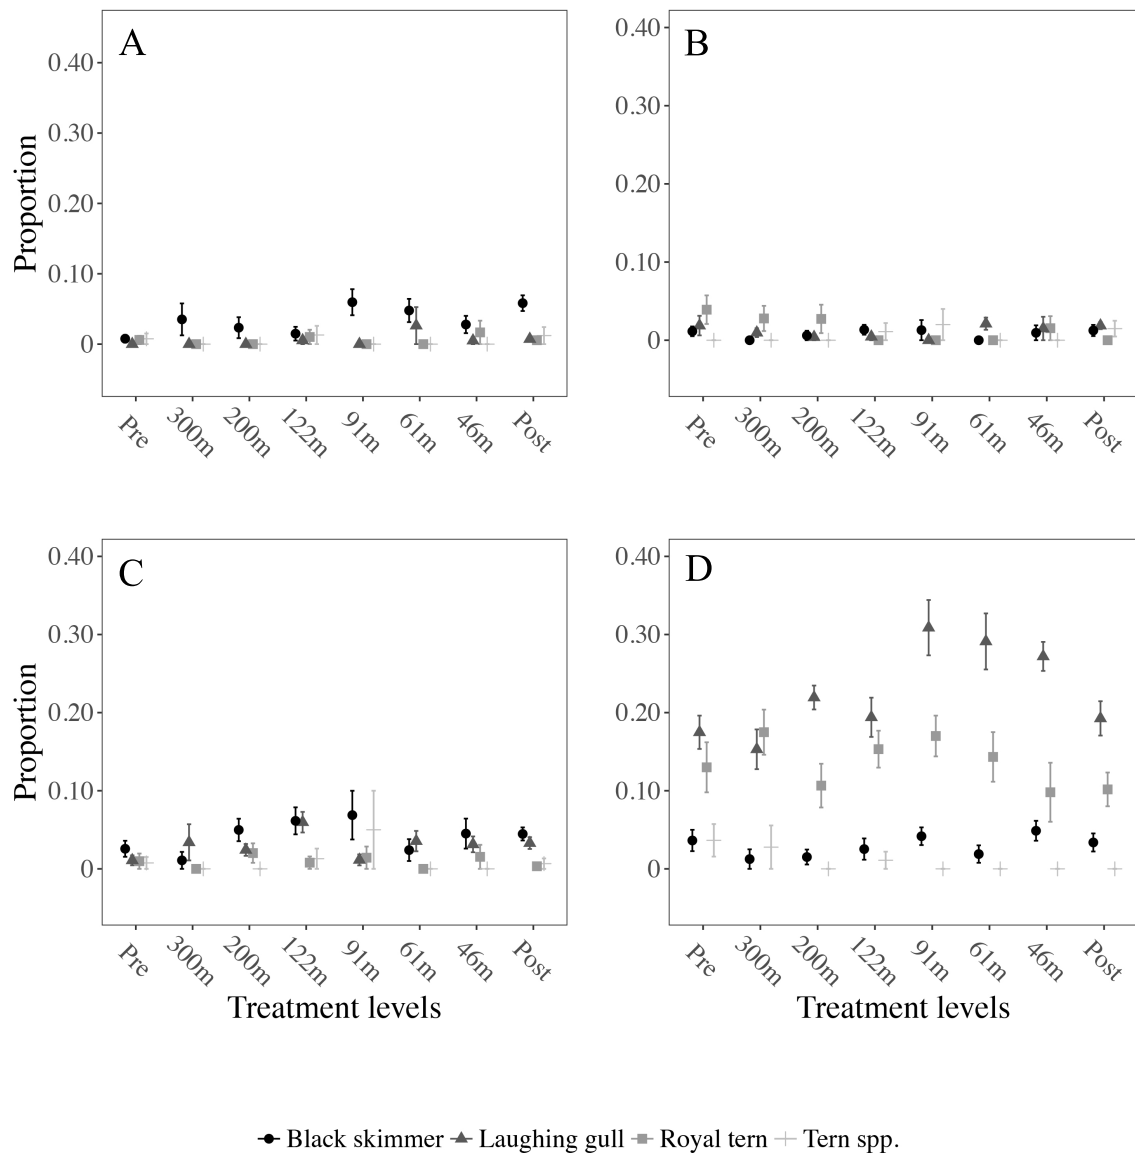 A
0.40
0.30
0.20
0.10
0
Proportion
Pre 300m 200m 122m 91m 61m 46m Post
B
0.40
0.30
0.20
0.10
0
Pre 300m 200m 122m 91m 61m 46m Post
C
0.40
0.30
0.20
0.10
0
Proportion
Pre 300m 200m 122m 91m 61m 46m Post
Treatment levels
D
0.40
0.30
0.20
0.10
0
Pre 300m 200m 122m 91m 61m 46m Post
Treatment levels
Black skimmer Laughing gull Royal tern Tern spp.